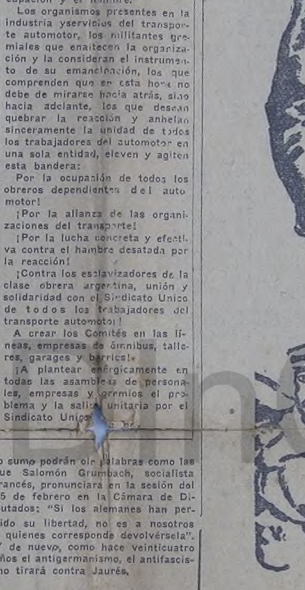 Los organismos presentes en la
industria yservicios del transpor-
te automotor, los militantes gre-
miales que enaltecen la organiza-
ción y la consideran el instrumen-
to de su emancipación, los que
comprenden que en esta hora no
debe de mirarse hacia atrás, sino
hacia adelante, los que desean
quebrar la reacción y anhelan
sinceramente la unidad de todos
los trabajadores del automotor en
una sola entidad, eleven y agiten
esta bandera:
Por la ocupación de todos los
obreros dependientes del auto
motor!
¡Por la alianza de las organi-
zaciones del transporte!
¡Por la lucha concreta y efecti-
va contra el hambre desatada por
la reacción!
¡Contra los esclavizadores de la
clase obrera argentina, unión y
solidaridad con el Sindicato Unico
de todos los trabajadores del
transporte automotor!
A crear los Comités en las lí-
neas, empresas de ómnibus, talle-
res, garages y barrios!
¡A plantear enérgicamente en
todas las asambleas de persona-
les, empresas y gremios el pro-
blema y la salida unitaria por el
Sindicato Unico
sumo podrán oir palabras como las
que Salomón Grumbach, socialista
francés, pronunciara en la sesión del
5 de febrero en la Cámara de Di-
putados: "Si los alemanes han per-
dido su libertad, no es a nosotros
quienes corresponde devolvérsela".
de nuevo, como hace veinticuatro
años el antigermanismo, el antifascis-
mo tirará contra Jaurés.